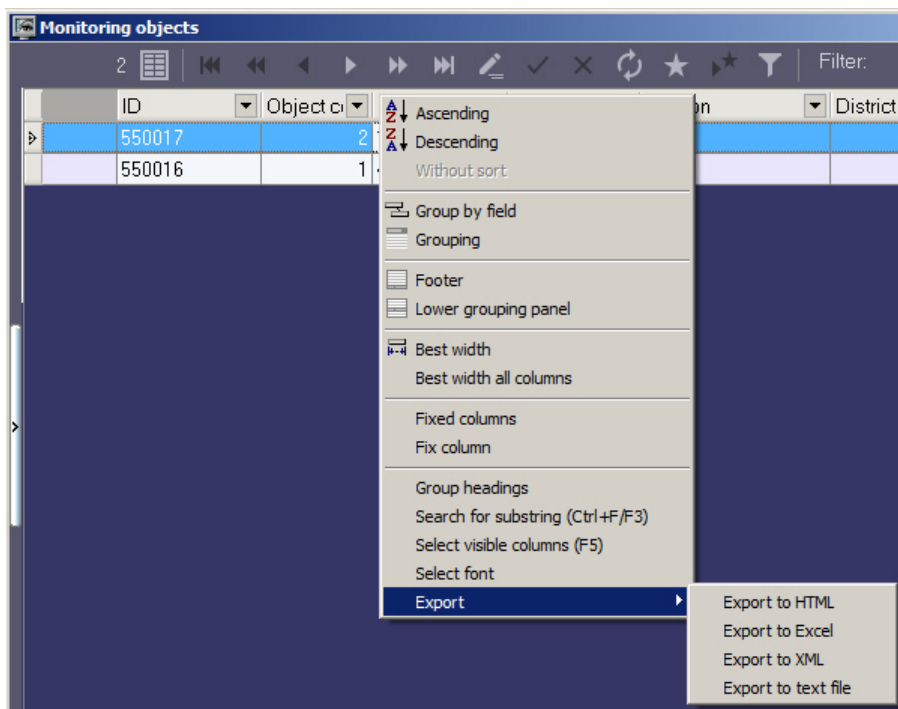 Monitoring objects
2 Filter:
ID Object District
550017 2
550016 1
Ascending
Descending
Without sort
Group by field
Grouping
Footer
Lower grouping panel
Best width
Best width all columns
Fixed columns
Fix column
Group headings
Search for substring (Ctrl+F/F3)
Select visible columns (F5)
Select font
Export
Export to HTML
Export to Excel
Export to XML
Export to text file